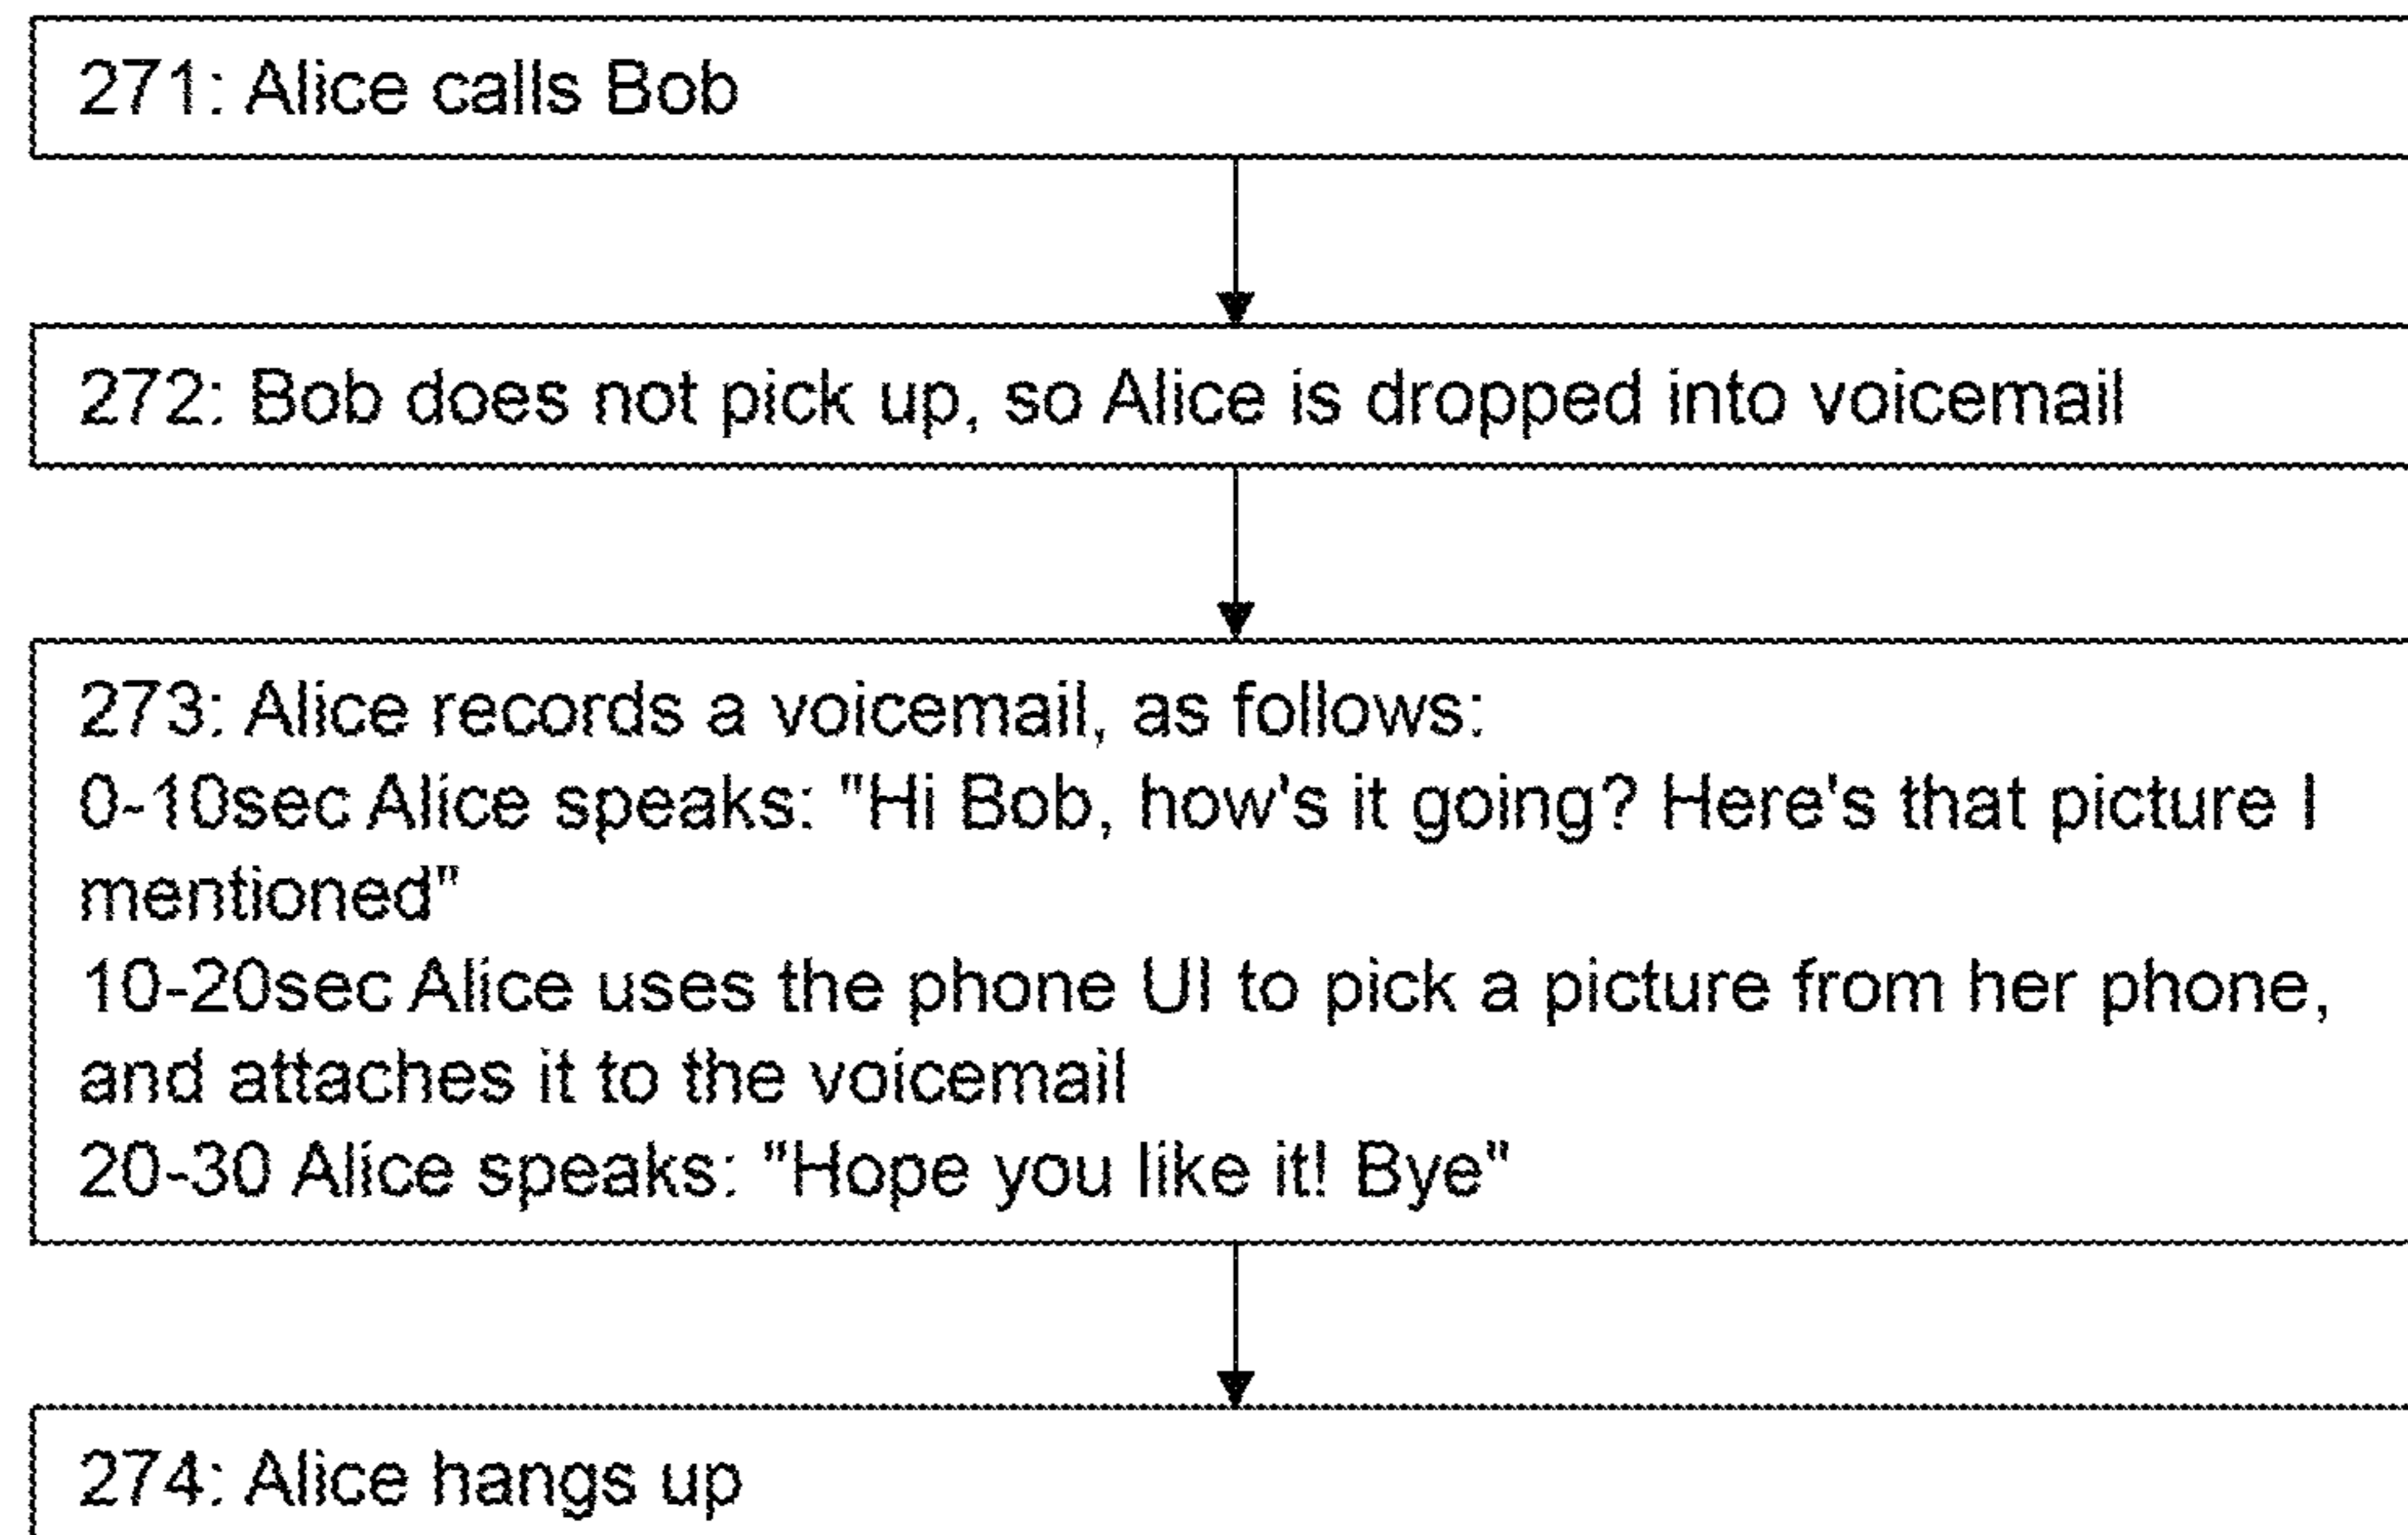 271: Alice calls Bob
272: Bob does not pick up, so Alice is dropped into voicemail
273: Alice records a voicemail, as follows:
0-10sec Alice speaks: "Hi Bob, how's it going? Here's that picture I
mentioned"
10-20sec Alice uses the phone UI to pick a picture from her phone,
and attaches it to the voicemail
20-30 Alice speaks: "Hope you like it! Bye"
274: Alice hangs up